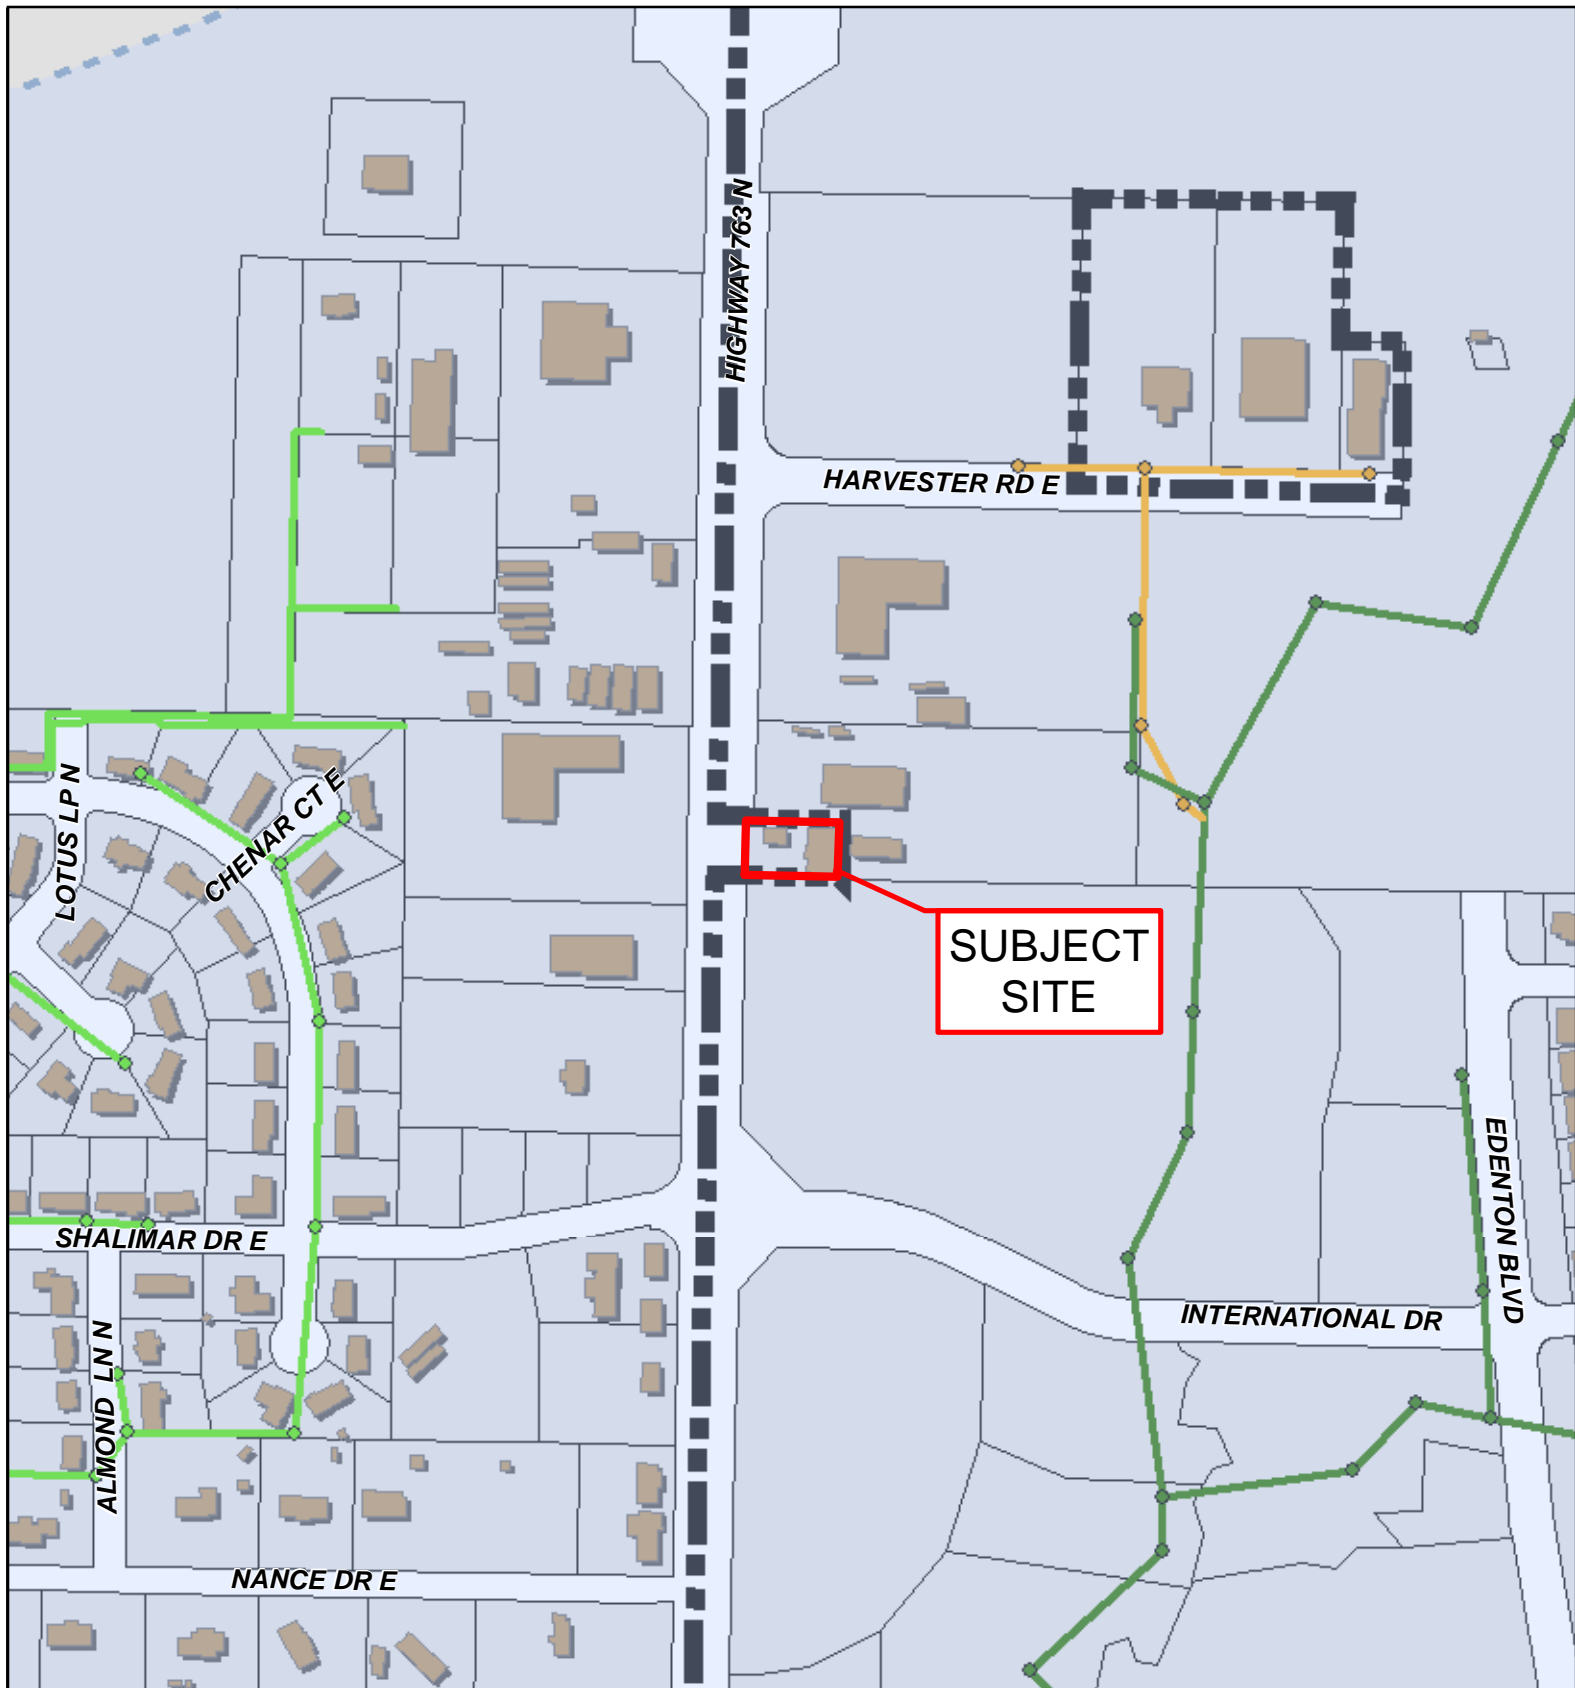 HIGHWAY 763 N
HARVESTER RD E
LOTUS LP N
CHENAR CT E
SUBJECT
SITE
EDENTON BLVD
SHALIMAR DR E
INTERNATIONAL DR
ALMOND LN N
NANCE DR E